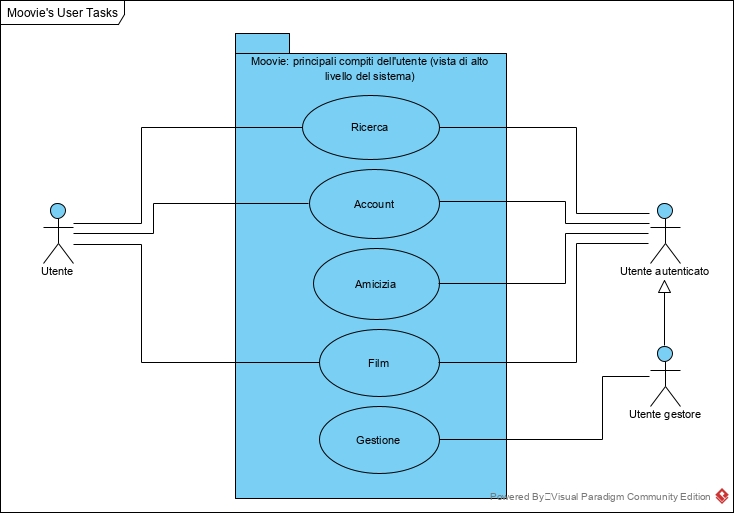 Moovie's User Tasks
Moovie: principali compiti dell'utente (vista di alto
livello del sistema)
Ricerca
Account
Amicizia
Film
Gestione
Utente
Utente autenticato
Utente gestore
Powered By Visual Paradigm Community Edition